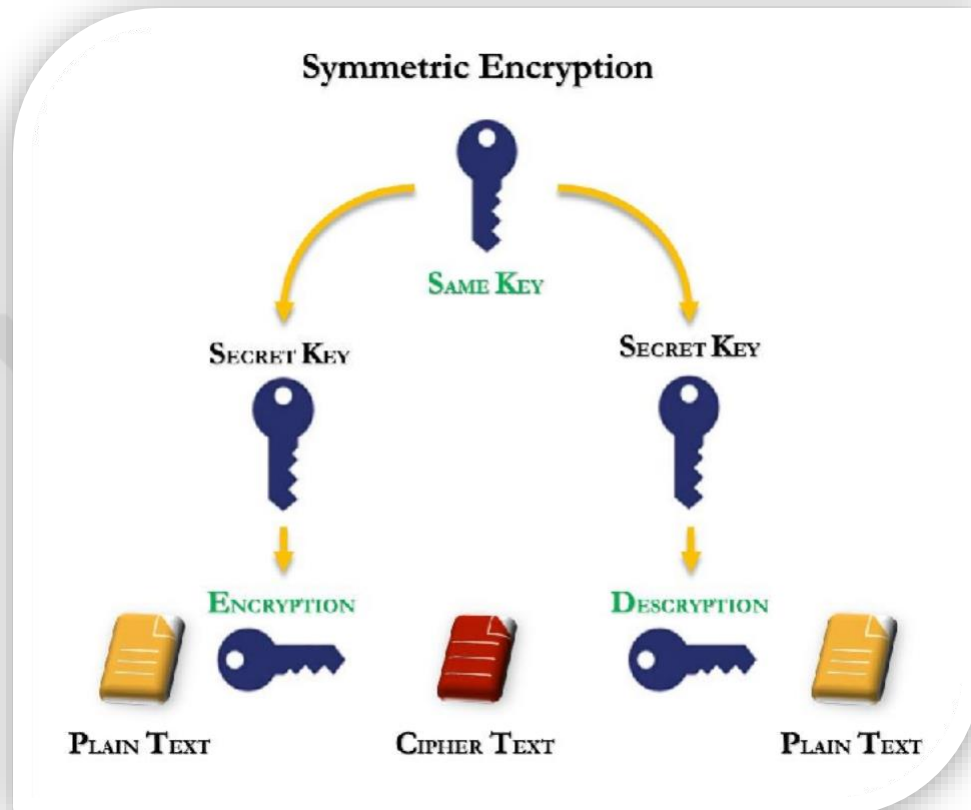 Symmetric Encryption
SAME KEY
SECRET KEY
SECRET KEY
ENCRYPTION
DESCRYPTION
PLAIN TEXT
CIPHER TEXT
PLAIN TEXT